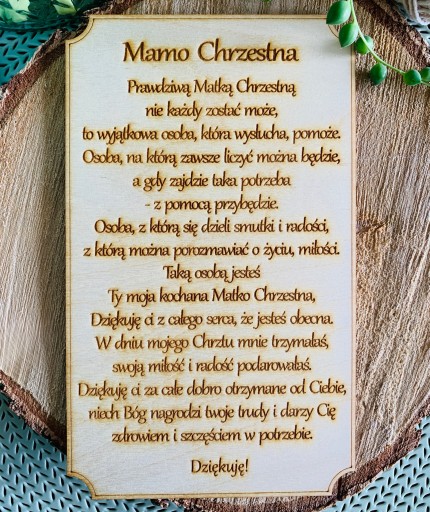 Mamo Chrzestna
Prawdziwą Matką Chrzestną
nie każdy zostać może,
to wyjątkowa osoba, która wysłucha, pomoże.
Osoba, na którą zawsze liczyć można będzie,
a gdy zajdzie taka potrzeba
- z pomocą przybędzie.
Osoba, z którą się dzieli smutki i radości,
z którą można porozmawiać o życiu, miłości.
Taką osobą jesteś
Ty moja kochana Matko Chrzestna,
Dziękuję ci z całego serca, że jesteś obecna.
W dniu mojego Chrztu mnie trzymałaś,
swoją miłość i radość podarowałaś.
Dziękuję ci za całe dobro otrzymane od Ciebie,
niech Bóg nagrodzi twoje trudy i darzy Cię
zdrowiem i szczęściem w potrzebie.
Dziękuję!